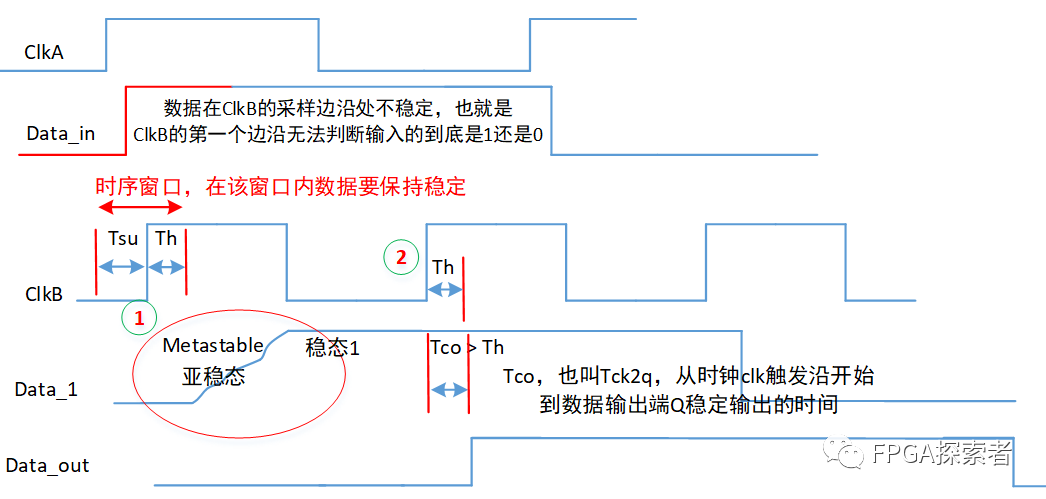 ClkA
数据在ClkB的采样边沿处不稳定，也就是
Data_in
ClkB的第一个边沿无法判断输入的到底是1还是0
时序窗口，在该窗口内数据要保持稳定
Tsu
Th
2
Th
ClkB
1
Metastable
稳态1
Tco > Th
亚稳态
Tco，也叫Tck2q，从时钟clk触发沿开始
Data_1
到数据输出端Q稳定输出的时间
FPGA探索者
Data_out